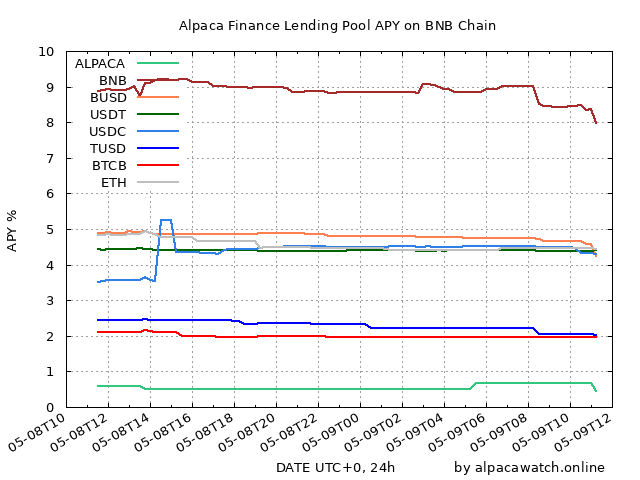 Alpaca Finance Lending Pool APY on BNB Chain
10
9
8
7
6
5
4
3
2
1
0
APY %
ALPACA
BNB
BUSD
USDT
USDC
TUSD
BTCB
ETH
05-08T10
05-08T12
05-08T14
05-08T16
05-08T18
05-08T20
05-08T22
05-09T00
05-09T02
05-09T04
05-09T06
05-09T08
05-09T10
05-09T12
DATE UTC+0, 24h
by alpacawatch.online